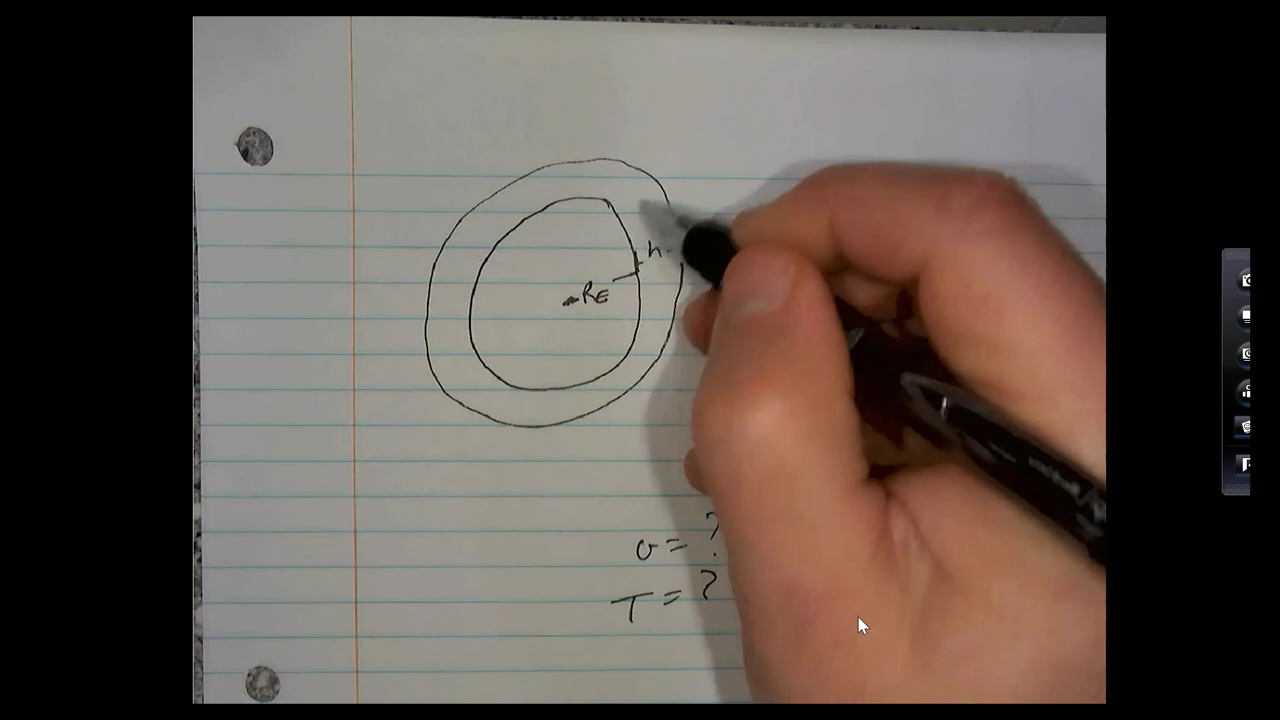 h
RE
v = ?
T = ?